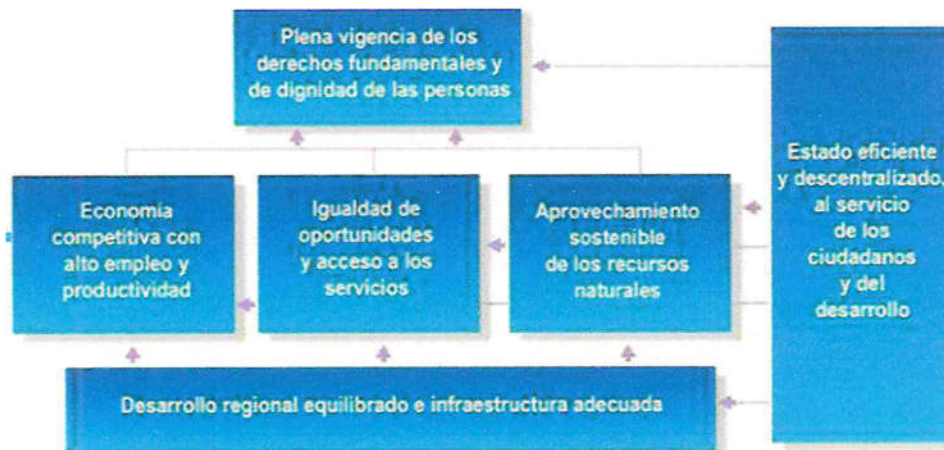 Plena vigencia de los
derechos fundamentales y
de dignidad de las personas
Economía
competitiva con
alto empleo y
productividad
Igualdad de
oportunidades
y acceso a los
servicios
Aprovechamiento
sostenible
de los recursos
naturales
Estado eficiente
y descentralizado,
al servicio
de los
ciudadanos
y del
desarrollo
Desarrollo regional equilibrado e infraestructura adecuada